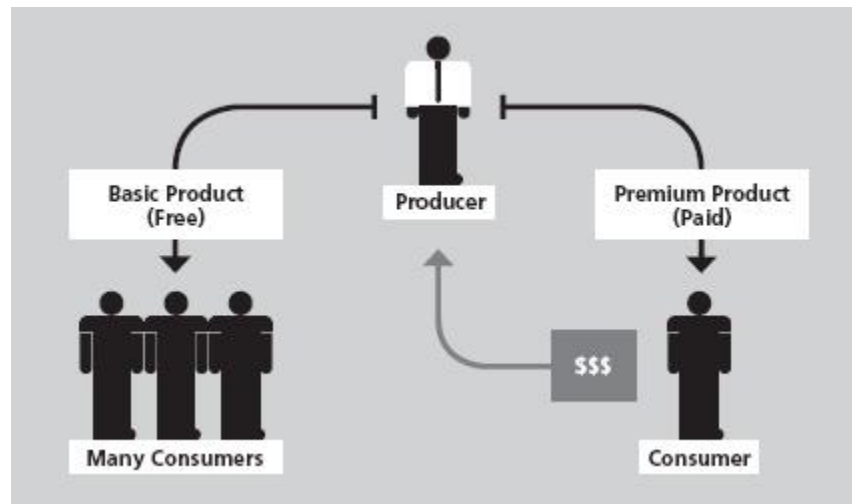 Producer
Basic Product
(Free)
Premium Product
(Paid)
$$$
Many Consumers
Consumer